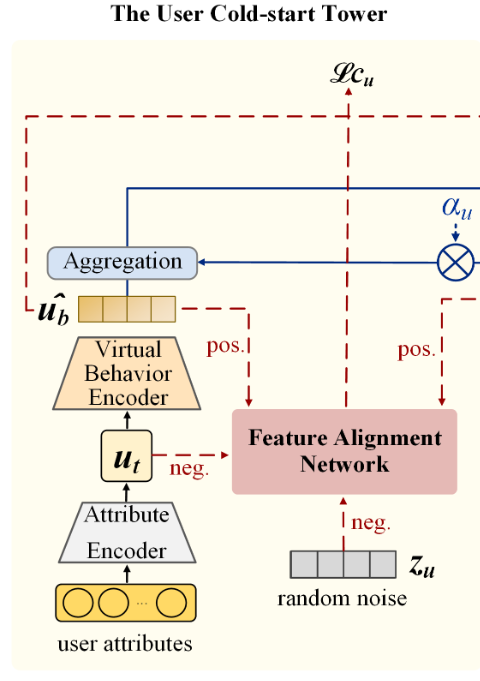 The User Cold-start Tower
ℒc_u
α_u
Aggregation
û_b
pos.
pos.
Virtual
Behavior
Encoder
Feature Alignment
Network
u_t
neg.
neg.
Attribute
Encoder
...
z_u
random noise
user attributes